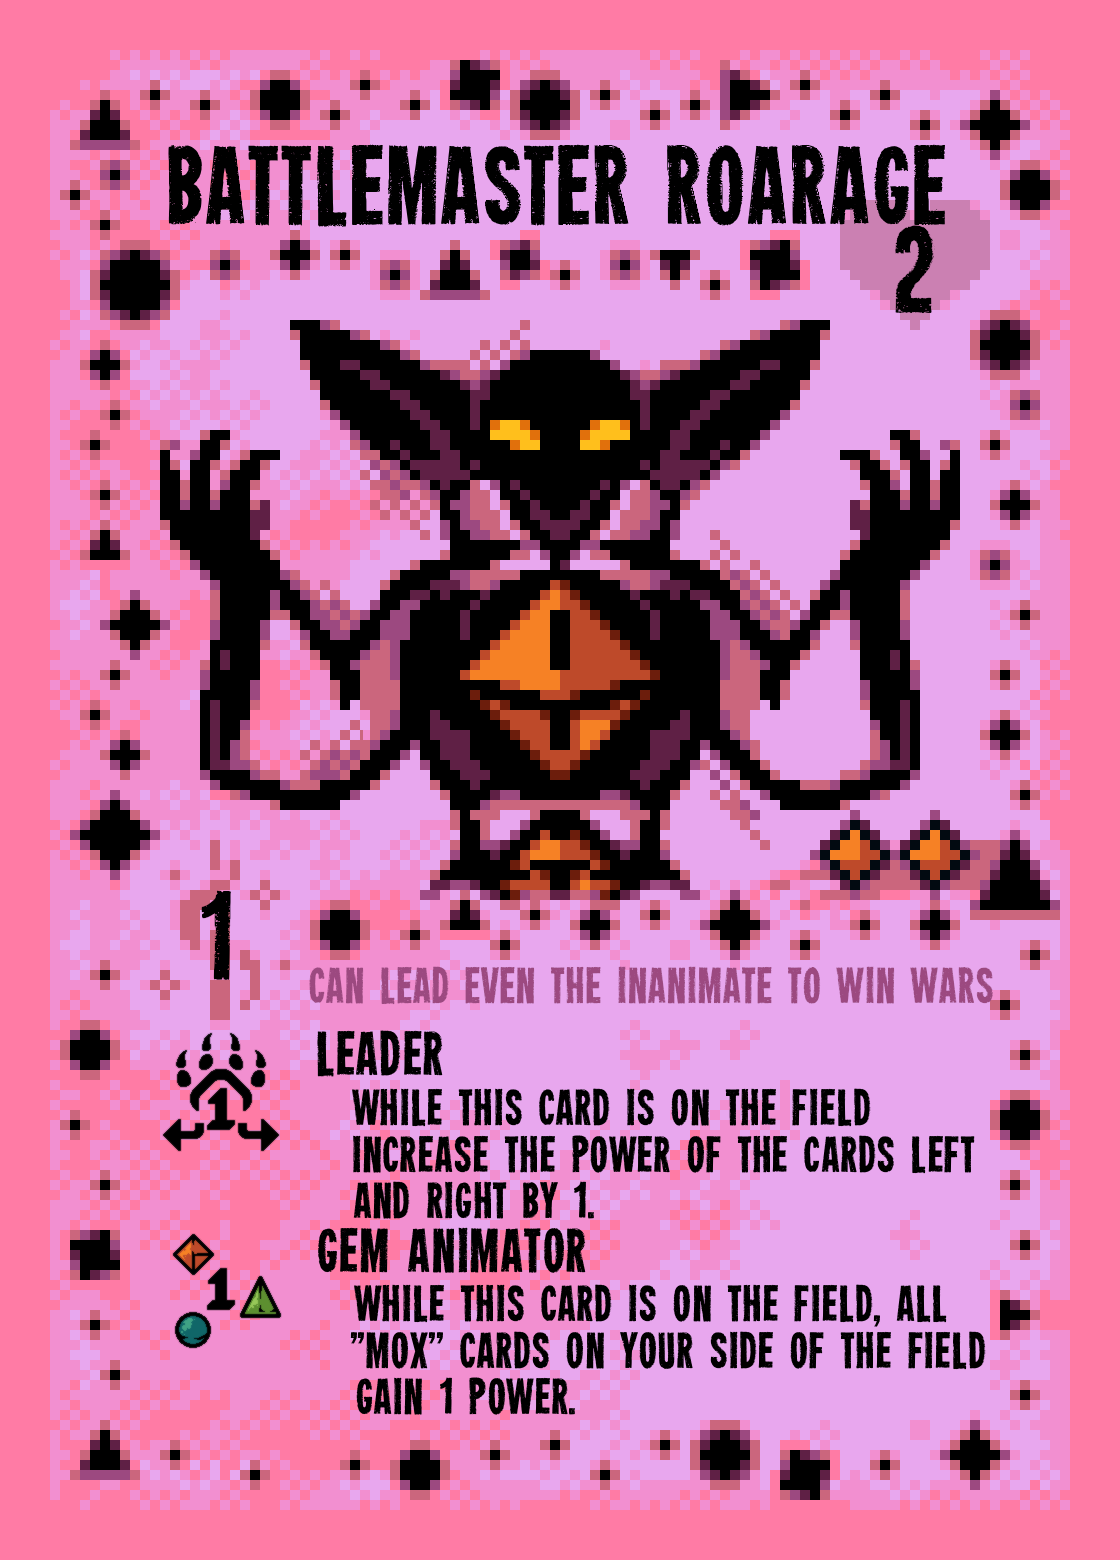 BATTLEMASTER ROARAGE
2
1
CAN LEAD EVEN THE INANIMATE TO WIN WARS.
LEADER
1
WHILE THIS CARD IS ON THE FIELD
INCREASE THE POWER OF THE CARDS LEFT
AND RIGHT BY 1.
GEM ANIMATOR
1
WHILE THIS CARD IS ON THE FIELD, ALL
"MOX" CARDS ON YOUR SIDE OF THE FIELD
GAIN 1 POWER.